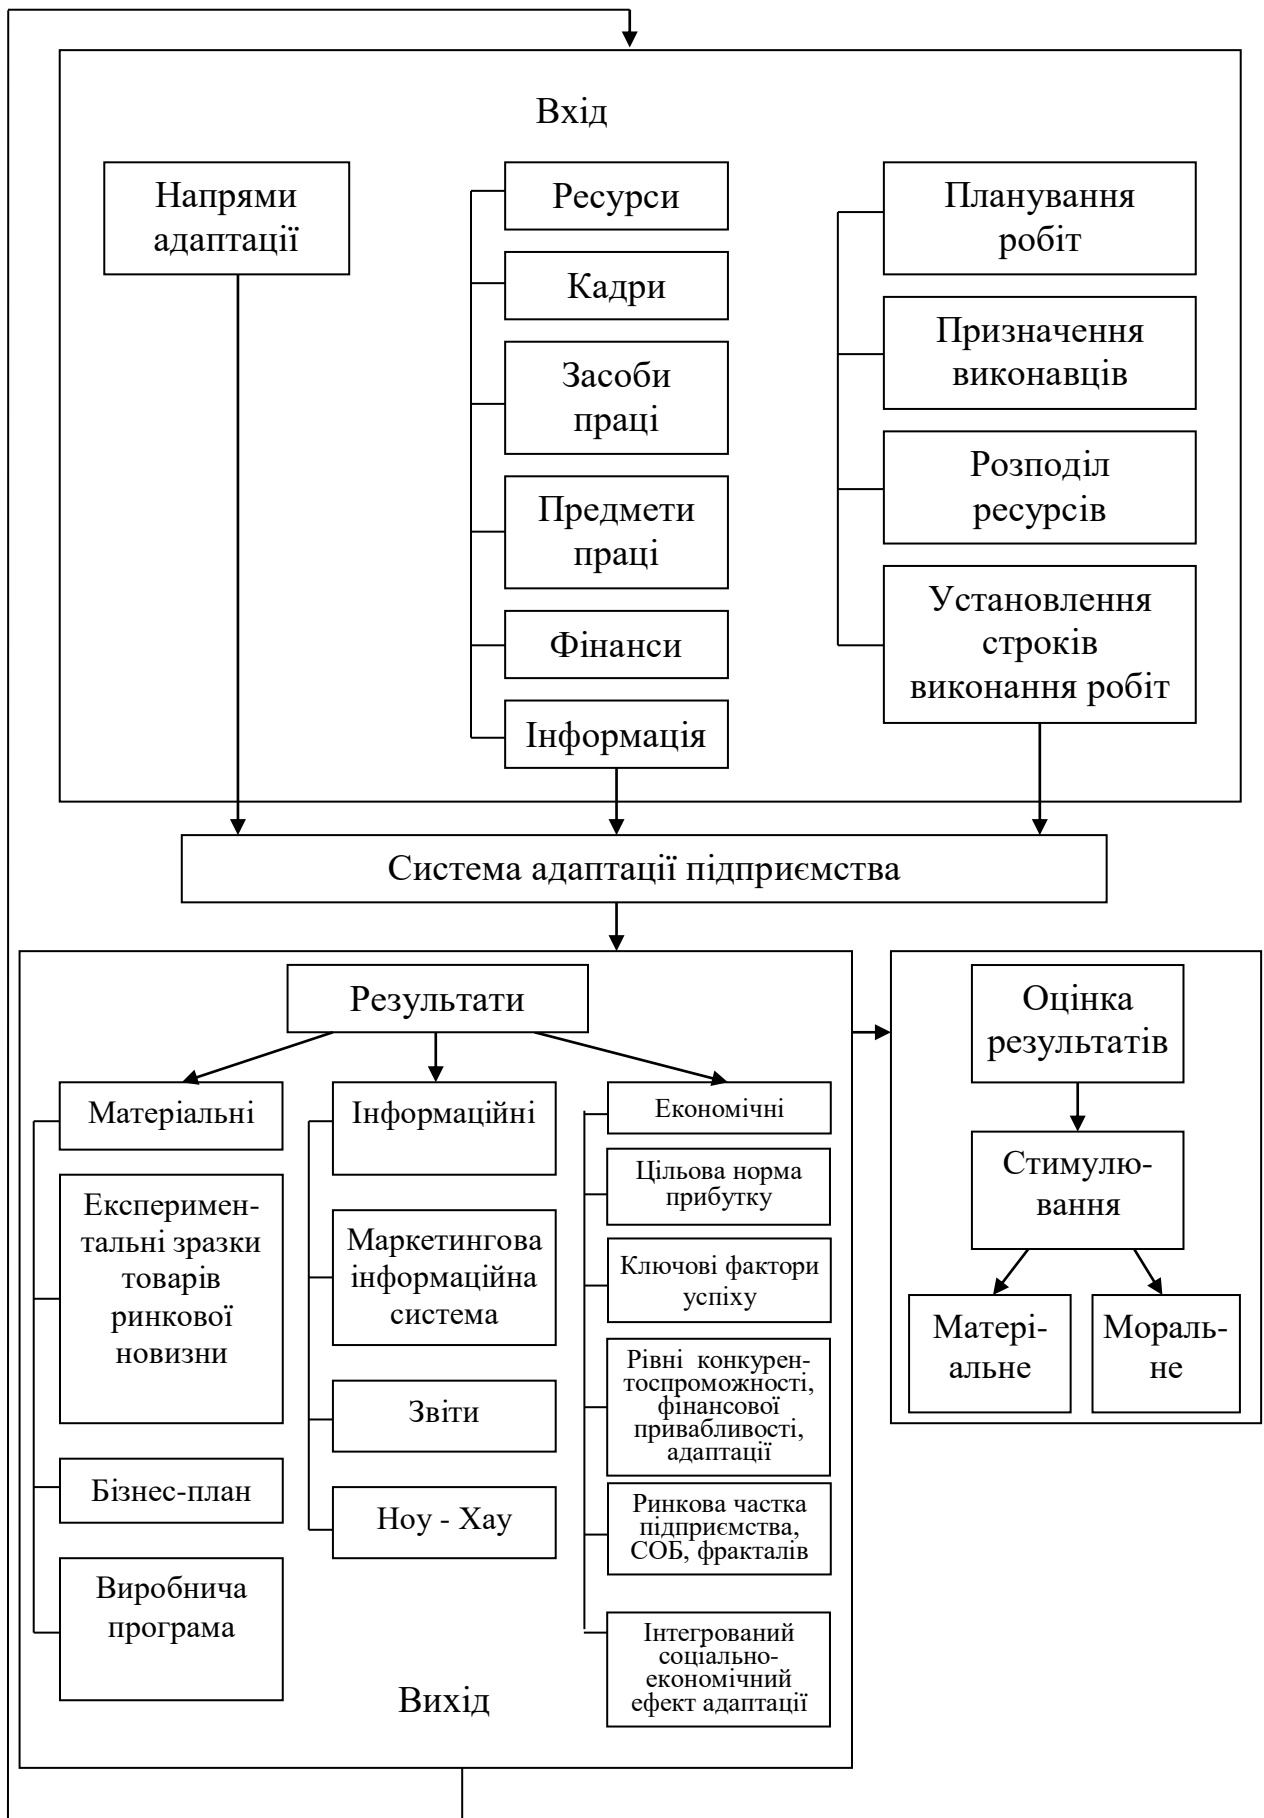 Вхід
Напрями
адаптації
Ресурси
Кадри
Засоби
праці
Предмети
праці
Фінанси
Інформація
Планування
робіт
Призначення
виконавців
Розподіл
ресурсів
Установлення
строків
виконання робіт
Система адаптації підприємства
Результати
Матеріальні
Експеримен-
тальні зразки
товарів
ринкової
новизни
Бізнес-план
Виробнича
програма
Інформаційні
Маркетингова
інформаційна
система
Звіти
Ноу - Хау
Економічні
Цільова норма
прибутку
Ключові фактори
успіху
Рівні конкурен-
тоспроможності,
фінансової
привабливості,
адаптації
Ринкова частка
підприємства,
СОБ, фракталів
Інтегрований
соціально-
економічний
ефект адаптації
Вихід
Оцінка
результатів
Стимулю-
вання
Матері-
альне
Мораль-
не